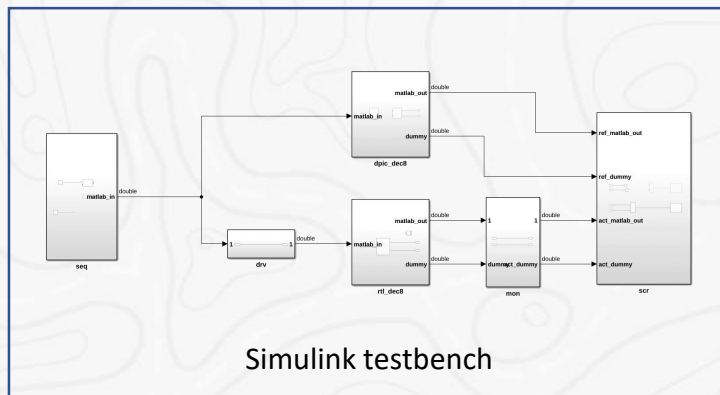 matlab_out
double
matlab_in
dummy
double
dpic_dec8
matlab_in
double
seq
1
1
drv
double
matlab_in
matlab_out
double
dummy
double
rtl_dec8
1
1
double
dummy
act_dummy
double
mon
ref_matlab_out
ref_dummy
act_matlab_out
act_dummy
scr
Simulink testbench